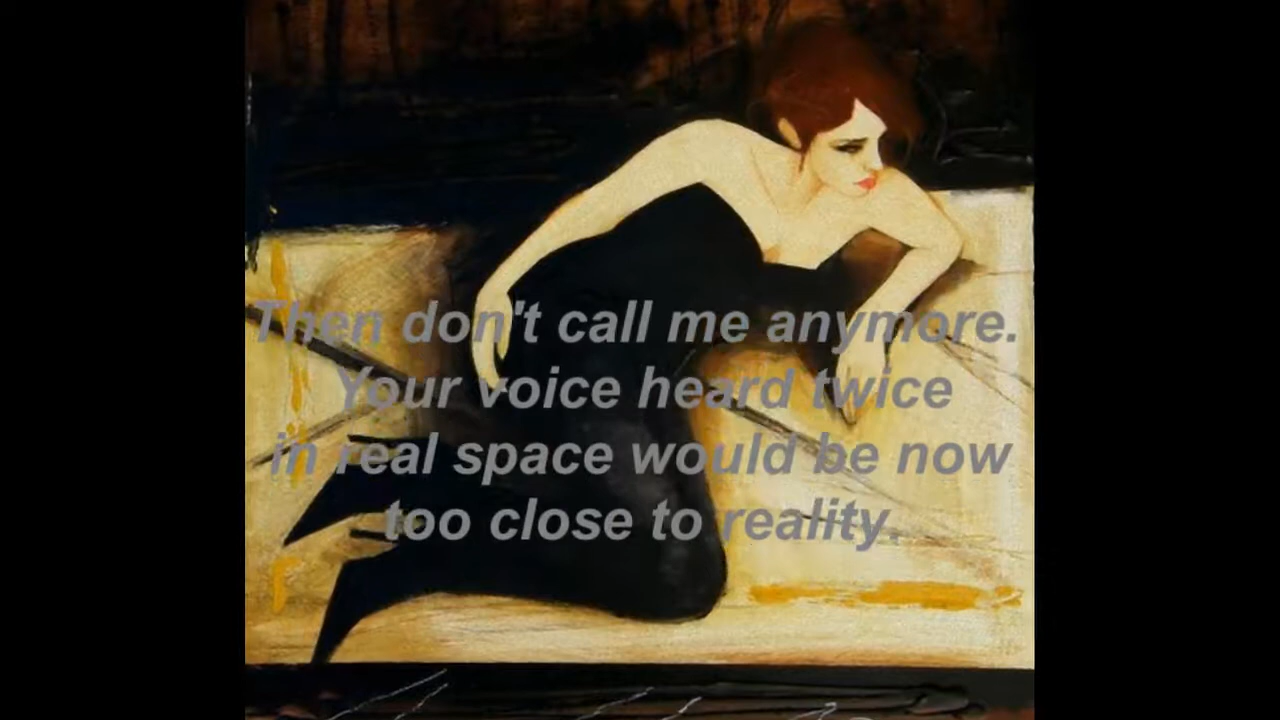 Then don't call me anymore.
Your voice heard twice
in real space would be now
too close to reality.